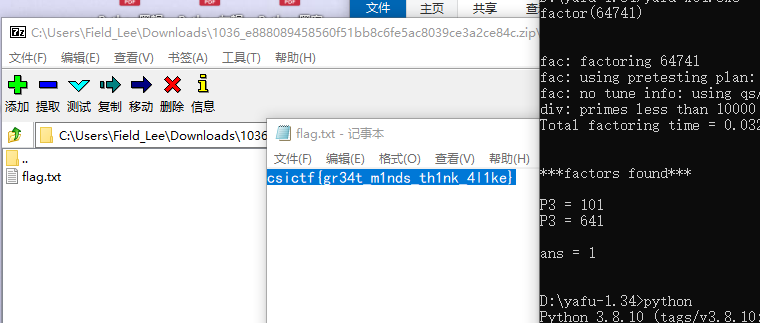 C:\Users\Field_Lee\Downloads\1036_e888089458560f51bb8c6fe5ac8039ce3a2ce84c.zip\
文件(F) 编辑(E) 查看(V) 书签(A) 工具(T) 帮助(H)
添加 提取 测试 复制 移动 删除 信息
C:\Users\Field_Lee\Downloads\1036_
..
flag.txt
文件 主页 共享 查
flag.txt - 记事本
文件(F) 编辑(E) 格式(O) 查看(V) 帮助(H)
csictf{gr34t_m1nds_th1nk_4l1ke}
factor(64741)
fac: factoring 64741
fac: using pretesting plan:
fac: no tune info: using qs/
div: primes less than 10000
Total factoring time = 0.032
***factors found***
P3 = 101
P3 = 641
ans = 1
D:\yafu-1.34>python
Python 3.8.10 (tags/v3.8.10: